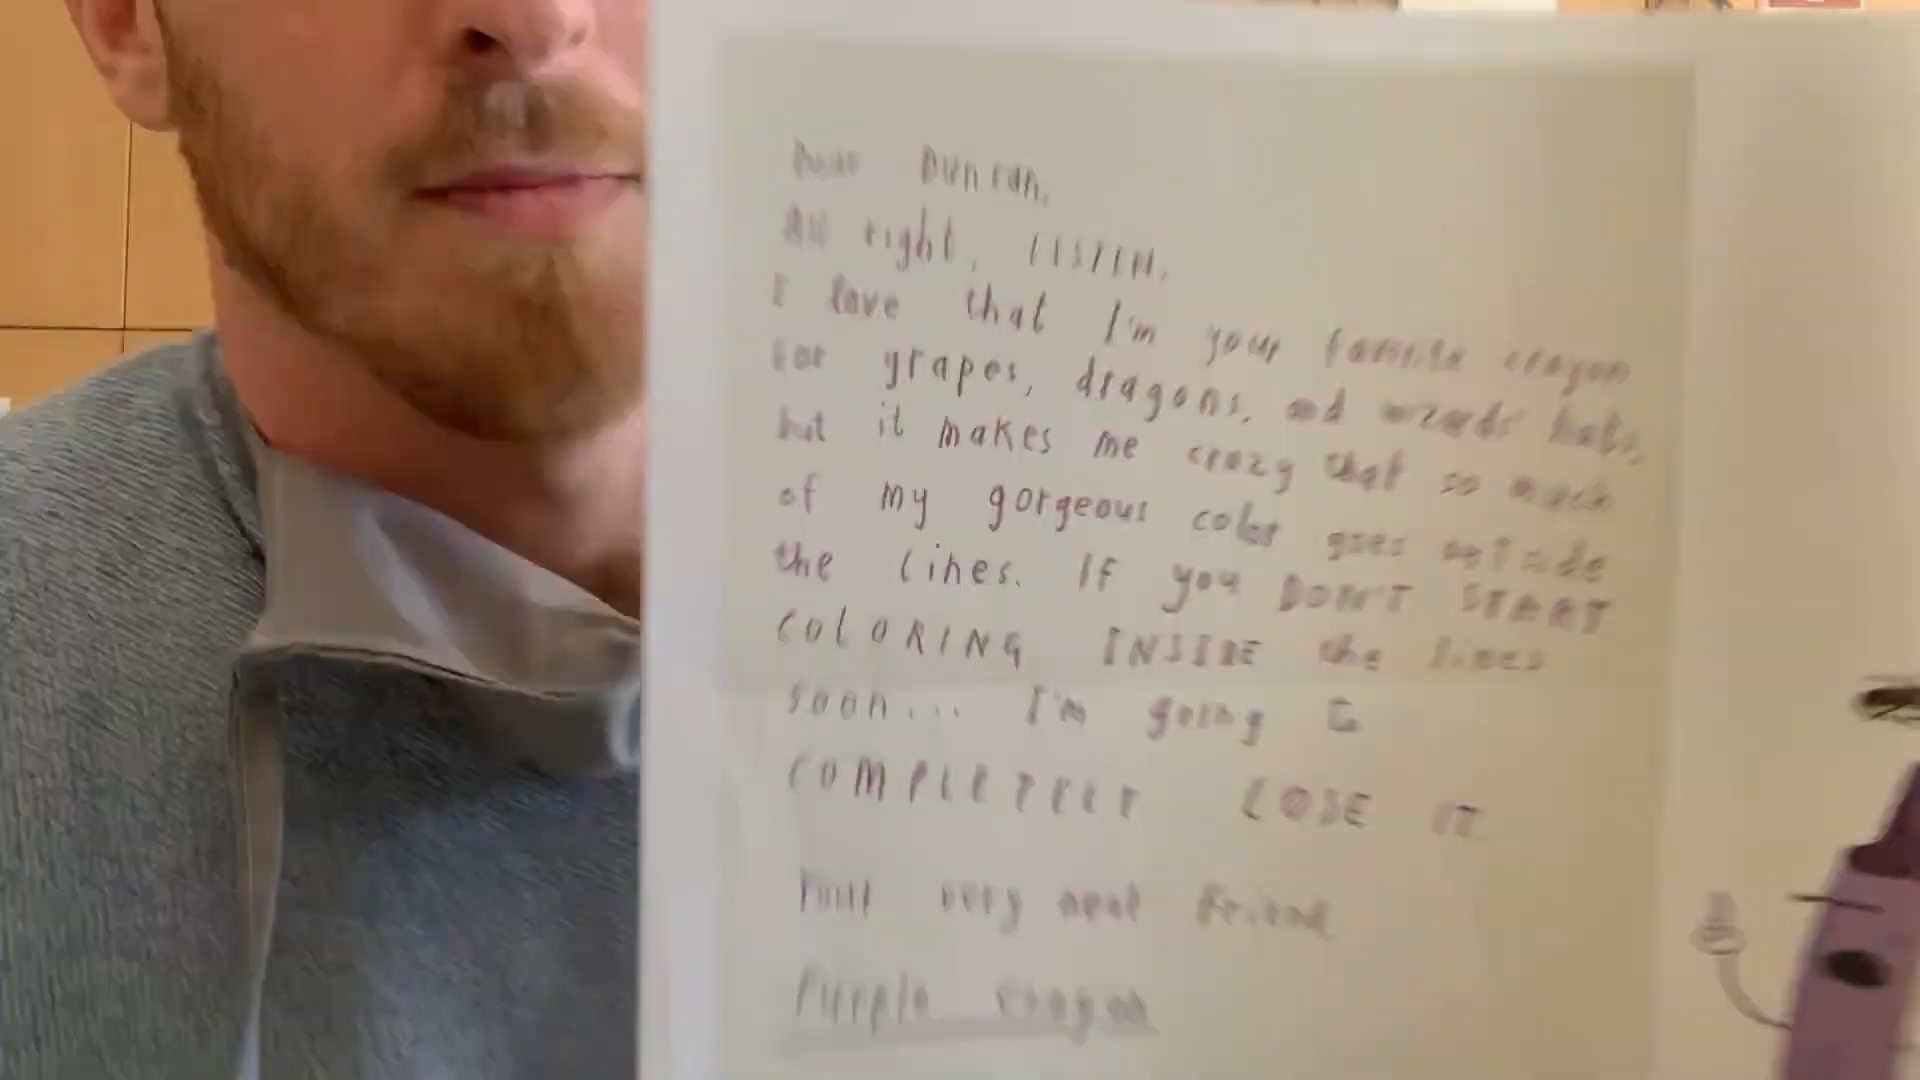 Dear Duncan,
All right, LISTEN.
I love that I'm your favorite crayon
For grapes, dragons, and wizards hats,
but it makes me crazy that so much
of my gorgeous color goes outside
the lines. If you DON'T START
COLORING INSIDE the lines
soon... I'm going to
COMPLETELY LOSE IT
Your very neat friend
Purple crayon